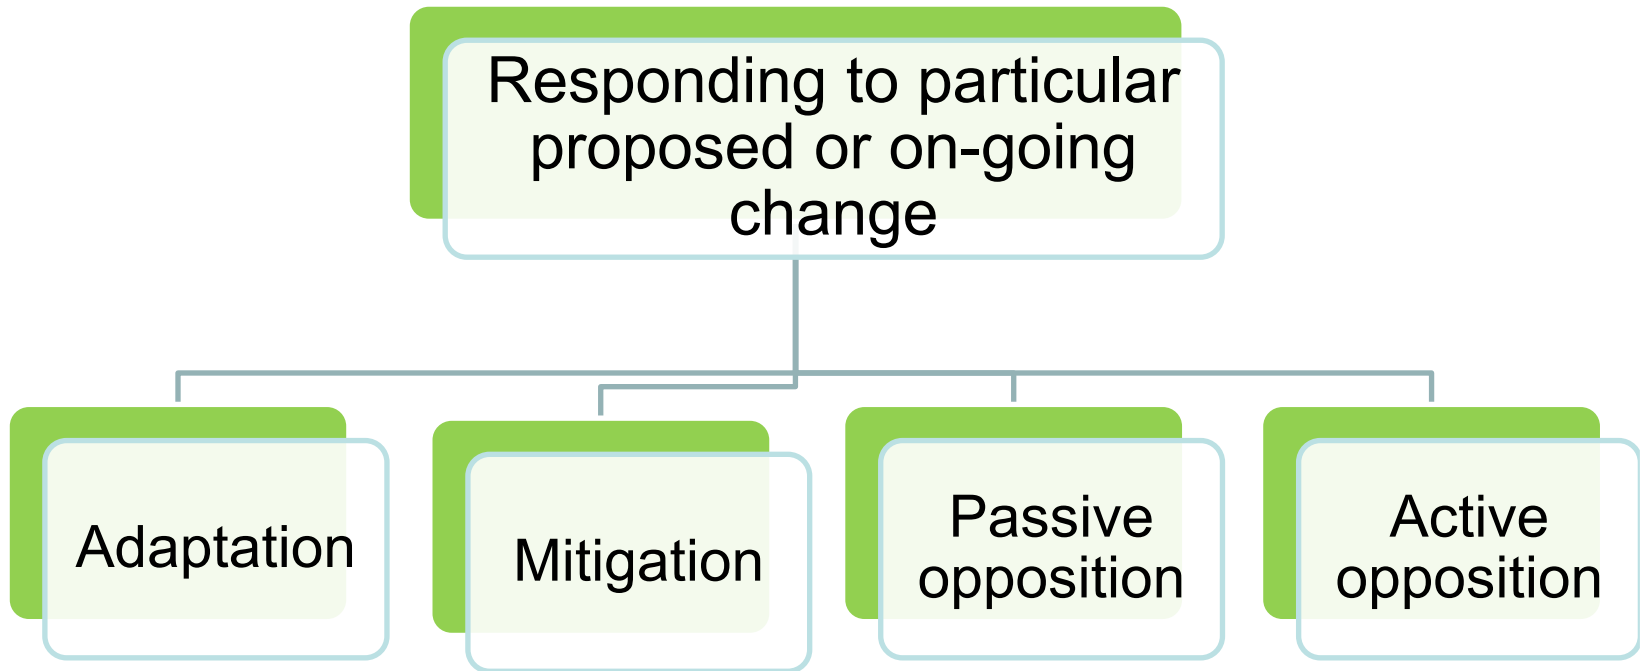 Responding to particular
proposed or on-going
change
Adaptation
Mitigation
Passive
opposition
Active
opposition